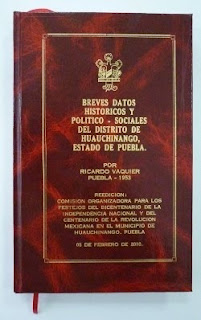 BREVES DATOS
HISTORICOS Y
POLITICO - SOCIALES
DEL DISTRITO DE
HUAUCHINANGO,
ESTADO DE PUEBLA.
POR
RICARDO VAQUIER
PUEBLA - 1953
REEDICION:
COMISION ORGANIZADORA PARA LOS
FESTEJOS DEL BICENTENARIO DE LA
INDEPENDENCIA NACIONAL Y DEL
CENTENARIO DE LA REVOLUCION
MEXICANA EN EL MUNICIPIO DE
HUAUCHINANGO, PUEBLA
05 DE FEBRERO DE 2010.